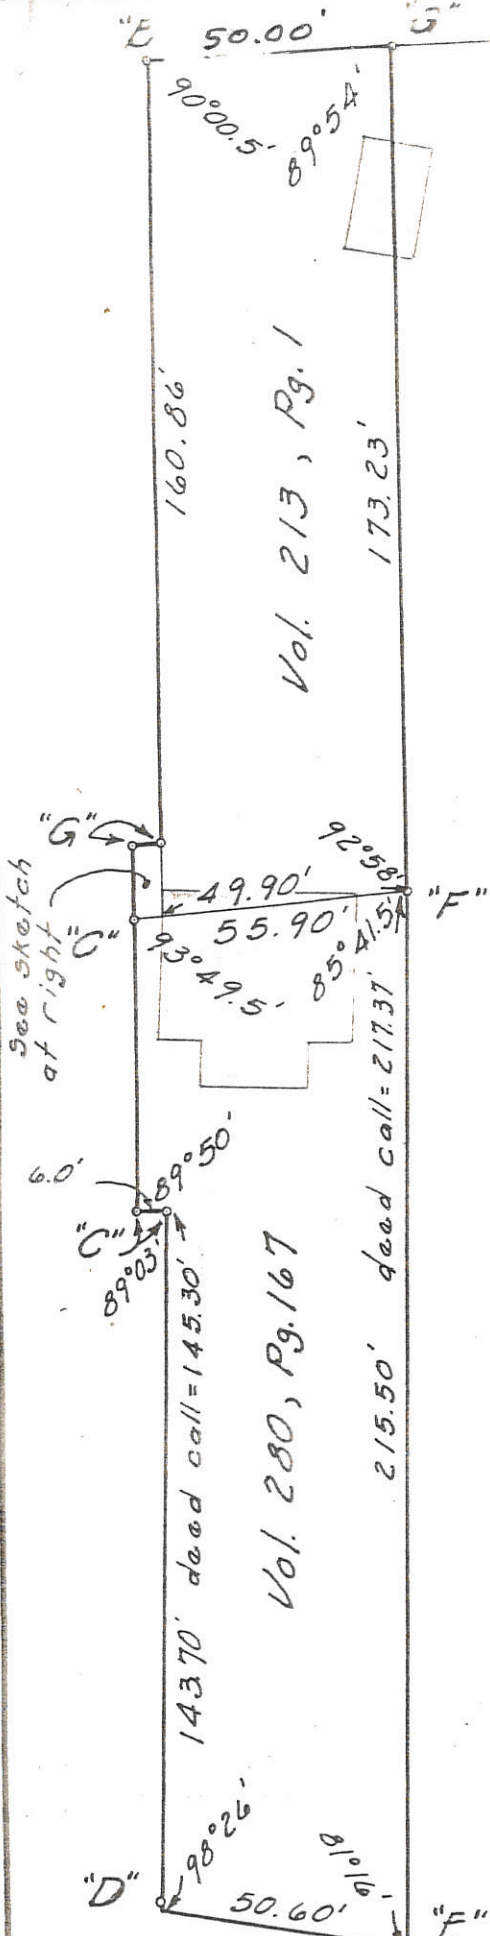 "E"
50.00'
"G"
90°00.5'
89°54'
160.86'
Vol. 213, Pg. 1
173.23'
"G"
92°58'
49.90'
"F"
"C"
55.90'
See sketch
at right
93°49.5'
85°41.5'
215.50' deed call = 217.37'
6.0'
89°50'
"C"
89°03'
143.70' deed call = 145.30'
Vol. 280, Pg. 167
98°26'
"D"
50.60'
"F"